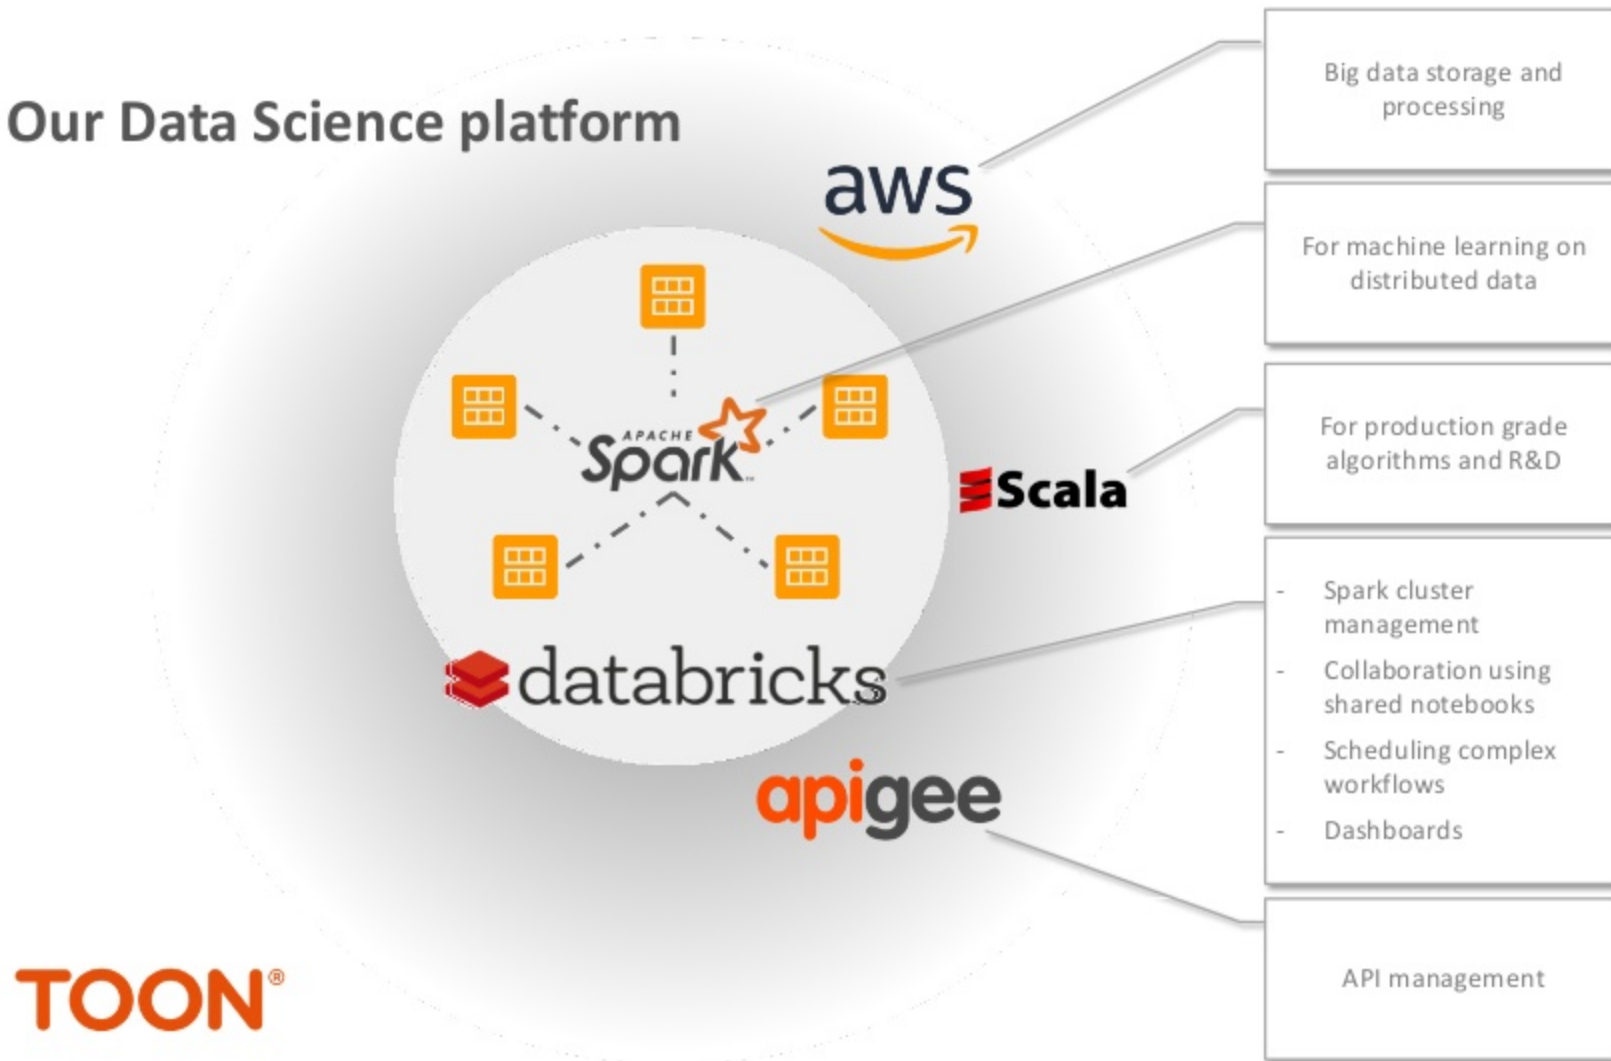 Our Data Science platform
aws
APACHE
Spark™
Scala
databricks
apigee
Big data storage and
processing
For machine learning on
distributed data
For production grade
algorithms and R&D
- Spark cluster
management
- Collaboration using
shared notebooks
- Scheduling complex
workflows
- Dashboards
API management
TOON®